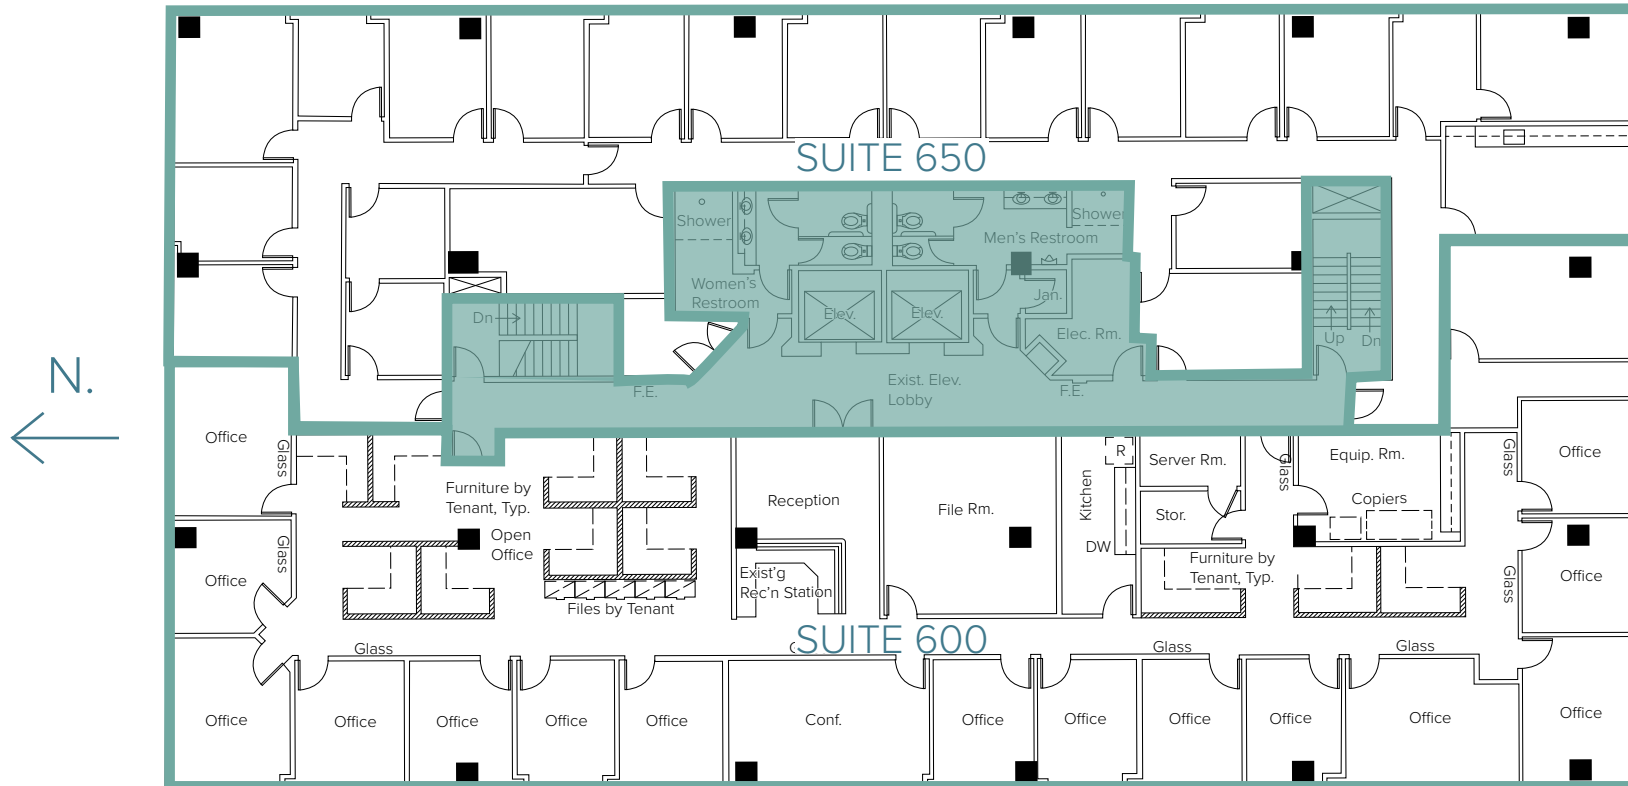 SUITE 650
Shower
Shower
Men's Restroom
Women's
Restroom
Jan.
Dn
Elev.
Elev.
Elec. Rm.
Up
Dn
N.
F.E.
Exist. Elev.
Lobby
F.E.
Office
Glass
Furniture by
Tenant, Typ.
Open
Office
Reception
File Rm.
Kitchen
R
DW
Server Rm.
Stor.
Glass
Equip. Rm.
Copiers
Glass
Office
Office
Glass
Exist'g
Rec'n Station
Files by Tenant
Furniture by
Tenant, Typ.
Glass
Office
Glass
SUITE 600
Glass
Glass
Office
Office
Office
Office
Office
Conf.
Office
Office
Office
Office
Office
Office